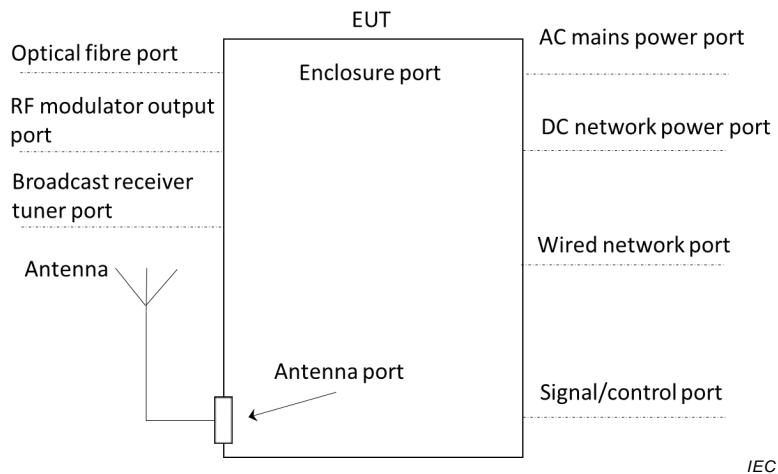 EUT
Optical fibre port
Enclosure port
AC mains power port
RF modulator output
port
DC network power port
Broadcast receiver
tuner port
Wired network port
Antenna
Antenna port
Signal/control port
IEC